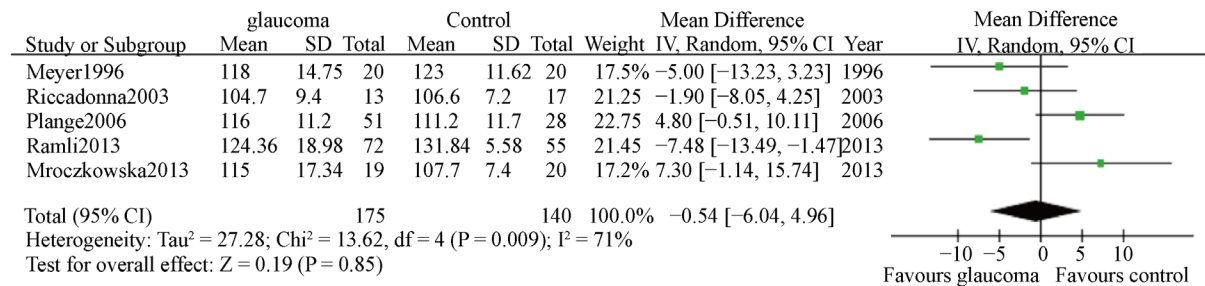 glaucoma Control Mean Difference Mean Difference
Study or Subgroup Mean SD Total Mean SD Total Weight IV, Random, 95% CI Year IV, Random, 95% CI
Meyer1996 118 14.75 20 123 11.62 20 17.5% −5.00 [−13.23, 3.23] 1996
Riccadonna2003 104.7 9.4 13 106.6 7.2 17 21.25 −1.90 [−8.05, 4.25] 2003
Plange2006 116 11.2 51 111.2 11.7 28 22.75 4.80 [−0.51, 10.11] 2006
Ramli2013 124.36 18.98 72 131.84 5.58 55 21.45 −7.48 [−13.49, −1.47] 2013
Mroczkowska2013 115 17.34 19 107.7 7.4 20 17.2% 7.30 [−1.14, 15.74] 2013
Total (95% CI) 175 140 100.0% −0.54 [−6.04, 4.96]
Heterogeneity: Tau² = 27.28; Chi² = 13.62, df = 4 (P = 0.009); I² = 71%
Test for overall effect: Z = 0.19 (P = 0.85)
−10 −5 0 5 10
Favours glaucoma Favours control